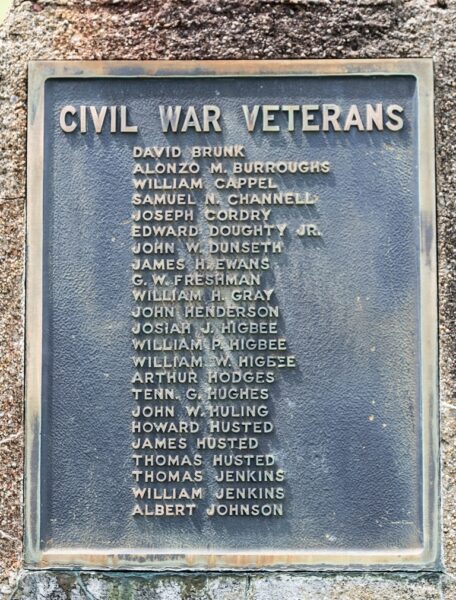 CIVIL WAR VETERANS
DAVID BRUNK
ALONZO M. BURROUGHS
WILLIAM CAPPEL
SAMUEL N. CHANNELL
JOSEPH CORDRY
EDWARD DOUGHTY JR.
JOHN W. DUNSETH
JAMES H. EWANS
G. W. FRESHMAN
WILLIAM H. GRAY
JOHN HENDERSON
JOSIAH J. HIGBEE
WILLIAM P. HIGBEE
WILLIAM W. HIGBEE
ARTHUR HODGES
TENN. G. HUGHES
JOHN W. HULING
HOWARD HUSTED
JAMES HUSTED
THOMAS HUSTED
THOMAS JENKINS
WILLIAM JENKINS
ALBERT JOHNSON